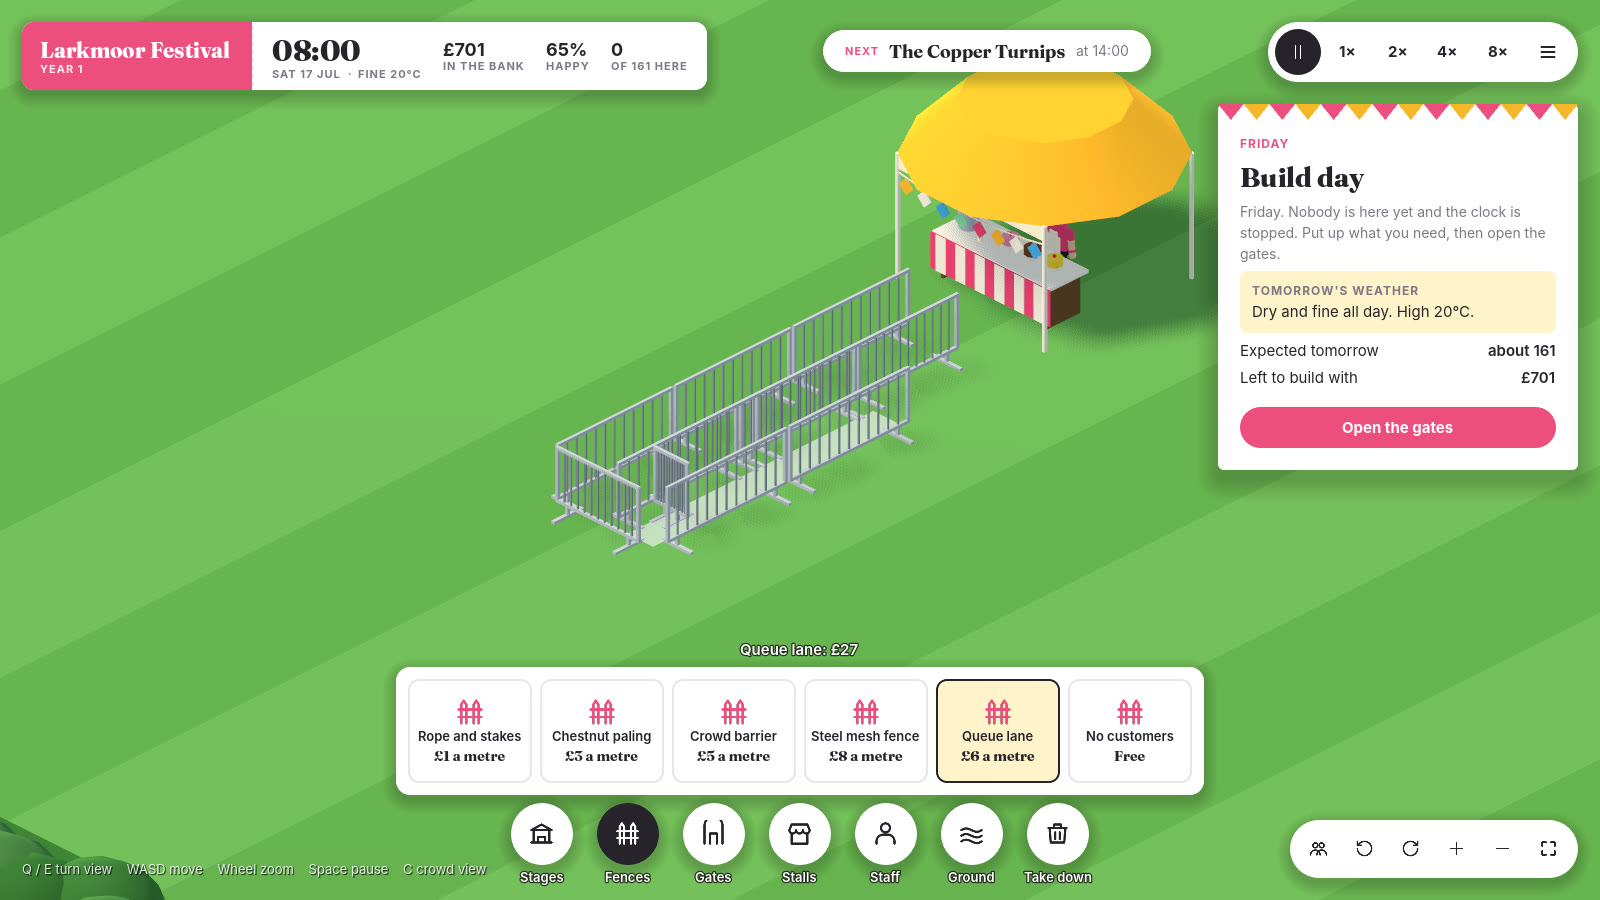 Larkmoor Festival
YEAR 1
08:00
SAT 17 JUL · FINE 20°C
£701
IN THE BANK
65%
HAPPY
0
OF 161 HERE
NEXT The Copper Turnips at 14:00
1×
2×
4×
8×
FRIDAY
Build day
Friday. Nobody is here yet and the clock is
stopped. Put up what you need, then open the
gates.
TOMORROW'S WEATHER
Dry and fine all day. High 20°C.
Expected tomorrow about 161
Left to build with £701
Open the gates
Queue lane: £27
Rope and stakes
£1 a metre
Chestnut paling
£3 a metre
Crowd barrier
£5 a metre
Steel mesh fence
£8 a metre
Queue lane
£6 a metre
No customers
Free
Q / E turn view WASD move Wheel zoom Space pause C crowd view
Stages
Fences
Gates
Stalls
Staff
Ground
Take down